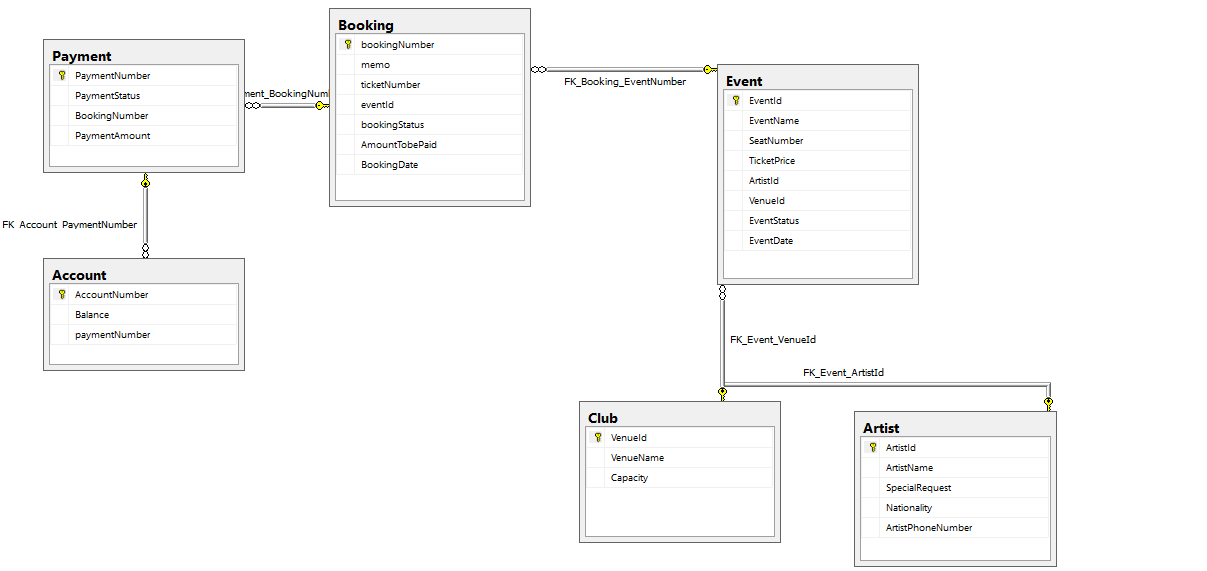 Booking
bookingNumber
memo
ticketNumber
eventId
bookingStatus
AmountTobePaid
BookingDate
Payment
PaymentNumber
PaymentStatus
BookingNumber
PaymentAmount
FK_Booking_EventNumber
Event
EventId
EventName
SeatNumber
TicketPrice
ArtistId
VenueId
EventStatus
EventDate
FK_Account_PaymentNumber
Account
AccountNumber
Balance
paymentNumber
FK_Event_VenueId
FK_Event_ArtistId
Club
VenueId
VenueName
Capacity
Artist
ArtistId
ArtistName
SpecialRequest
Nationality
ArtistPhoneNumber